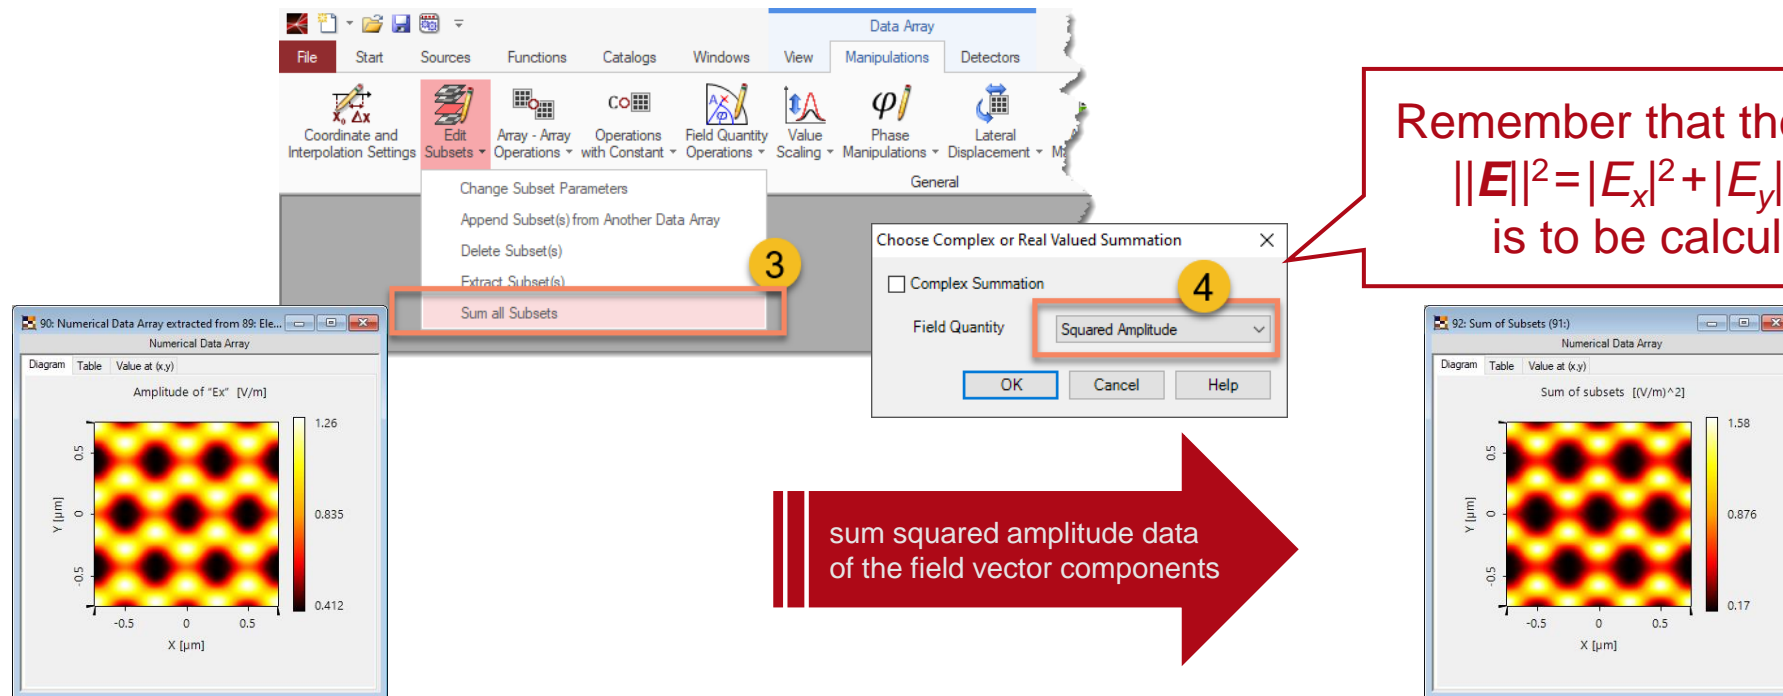 Data Array
File Start Sources Functions Catalogs Windows View Manipulations Detectors
Coordinate and Interpolation Settings
Edit Subsets
Array - Array Operations
Operations with Constant
Field Quantity Operations
Value Scaling
Phase Manipulations
Lateral Displacement
General
Change Subset Parameters
Append Subset(s) from Another Data Array
Delete Subset(s)
Extract Subset(s)
Sum all Subsets
3
Choose Complex or Real Valued Summation
Complex Summation
4
Field Quantity Squared Amplitude
OK Cancel Help
Remember that the
||E||²=|Eₓ|²+|E_y|
is to be calcul
90: Numerical Data Array extracted from 89: Ele...
Numerical Data Array
Diagram Table Value at (x,y)
Amplitude of "Ex" [V/m]
1.26
0.835
0.412
Y [µm]
0.5
0
-0.5
-0.5 0 0.5
X [µm]
sum squared amplitude data
of the field vector components
92: Sum of Subsets (91:)
Numerical Data Array
Diagram Table Value at (x,y)
Sum of subsets [(V/m)^2]
1.58
0.876
0.17
Y [µm]
0.5
0
-0.5
-0.5 0 0.5
X [µm]